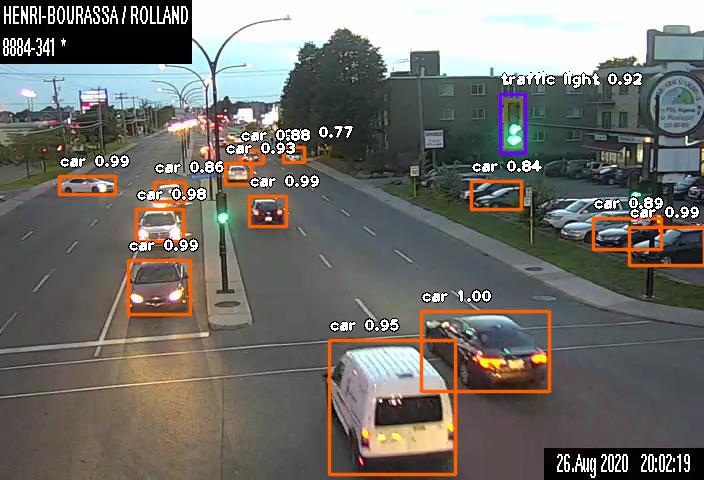 HENRI-BOURASSA / ROLLAND
8884-341 *
traffic light 0.92
car 0.88
0.77
car 0.93
car 0.99
car 0.86
car 0.84
car 0.99
car 0.98
car 0.89
car 0.99
car 0.99
car 1.00
car 0.95
26.Aug 2020 20:02:19